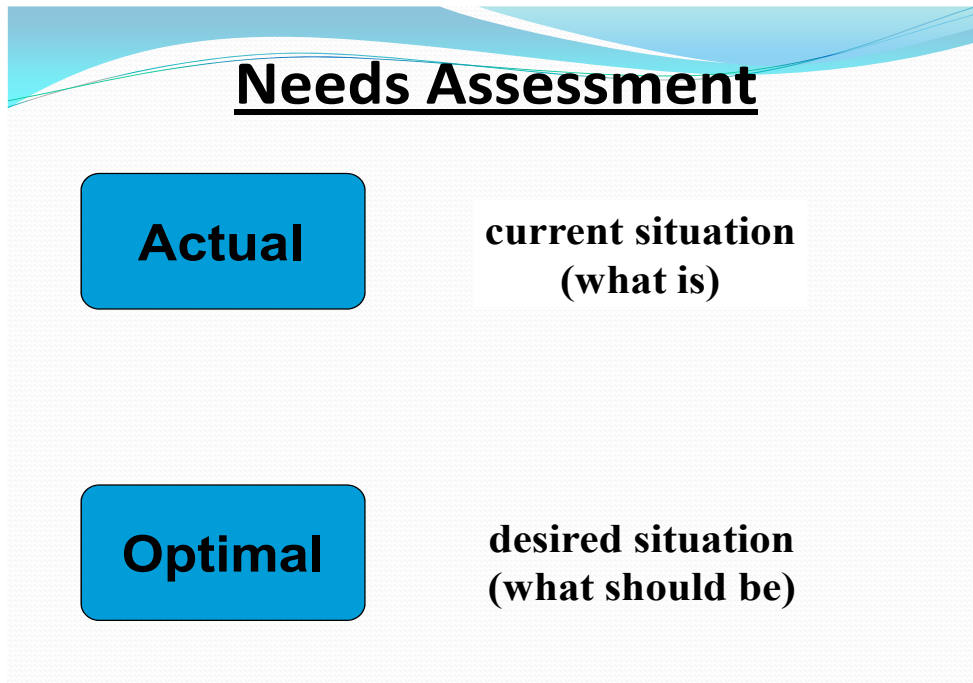 Needs Assessment
Actual
current situation
(what is)
Optimal
desired situation
(what should be)